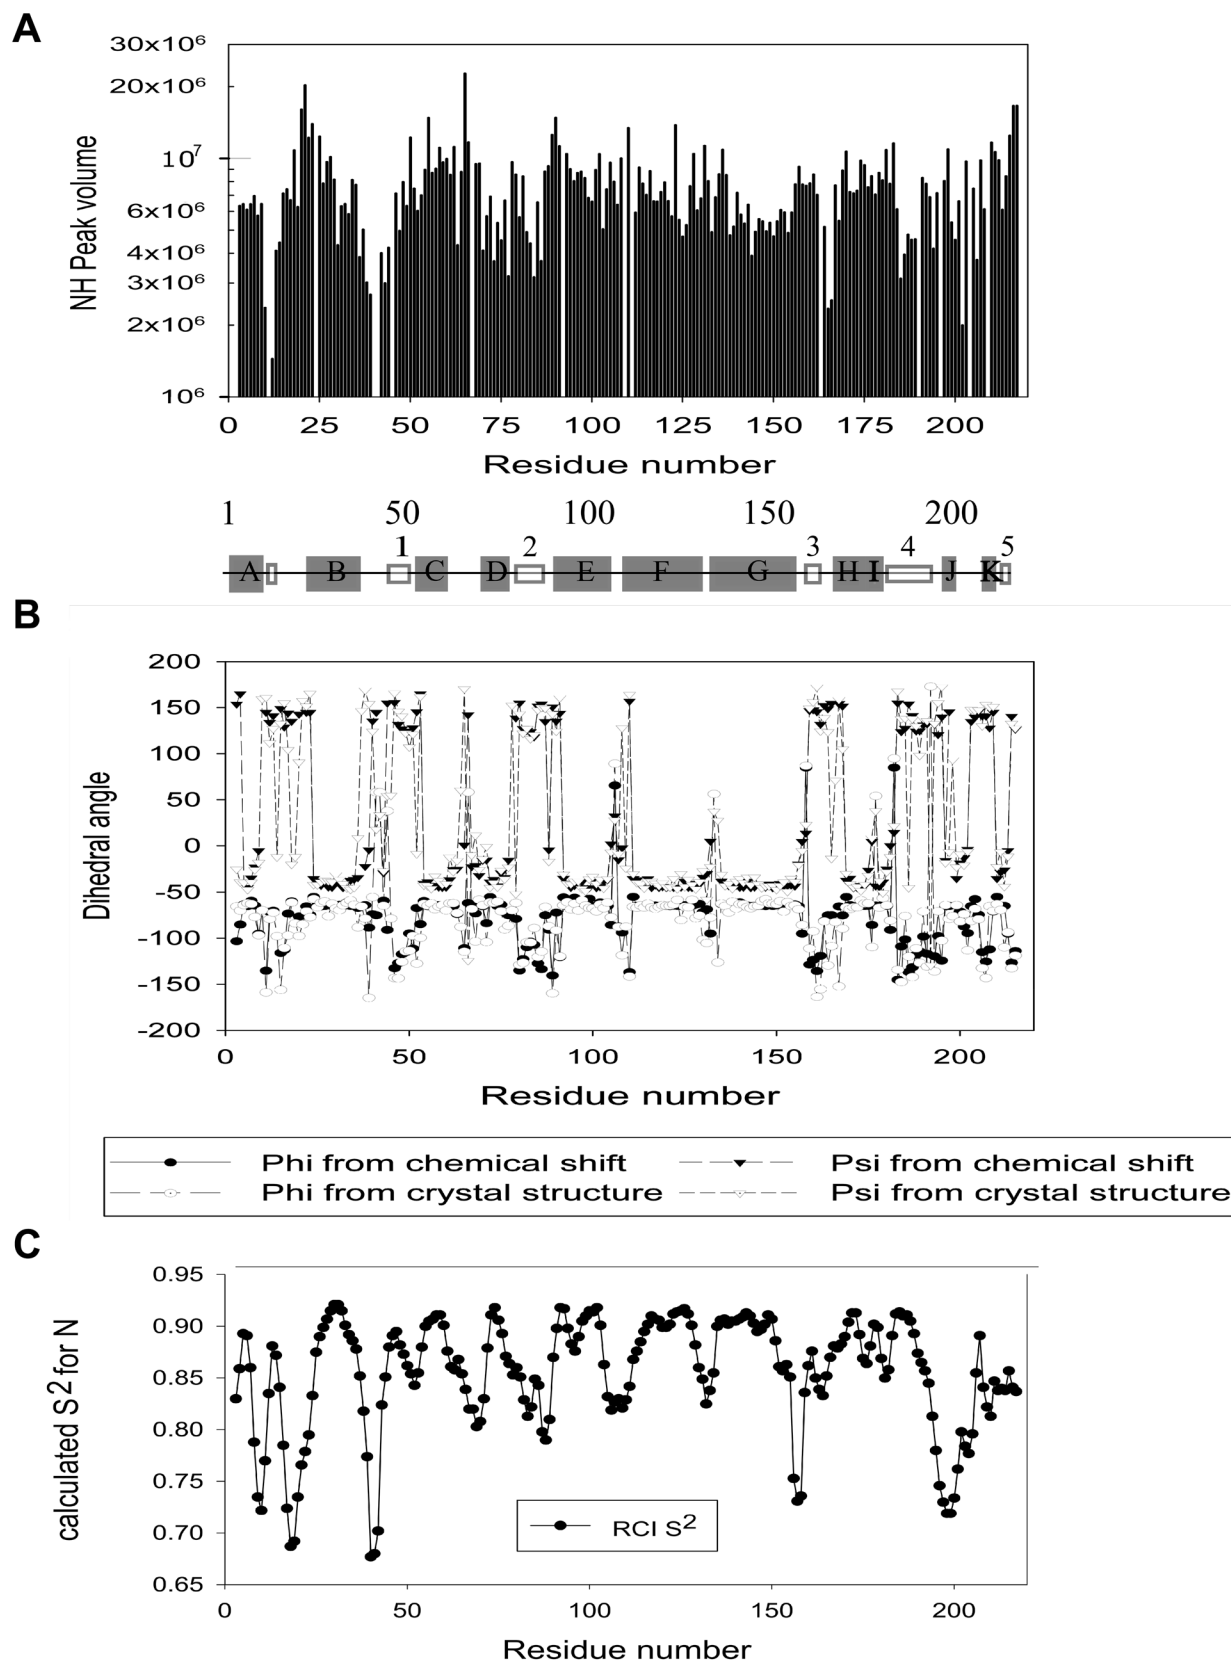 A
30x10⁶
20x10⁶
10⁷
6x10⁶
4x10⁶
3x10⁶
2x10⁶
10⁶
NH Peak volume
0 25 50 75 100 125 150 175 200
Residue number
1 50 100 150 200
1 2 3 4 5
A B C D E F G H I J K
B
200
150
100
50
0
-50
-100
-150
-200
Dihedral angle
0 50 100 150 200
Residue number
Phi from chemical shift Psi from chemical shift
Phi from crystal structure Psi from crystal structure
C
0.95
0.90
0.85
0.80
0.75
0.70
0.65
calculated S² for N
RCI S²
0 50 100 150 200
Residue number